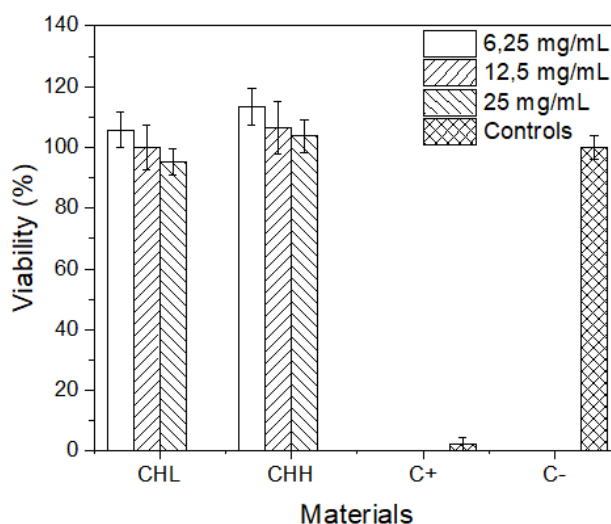 140
120
100
80
60
40
20
0
Viability (%)
6,25 mg/mL
12,5 mg/mL
25 mg/mL
Controls
CHL CHH C+ C-
Materials